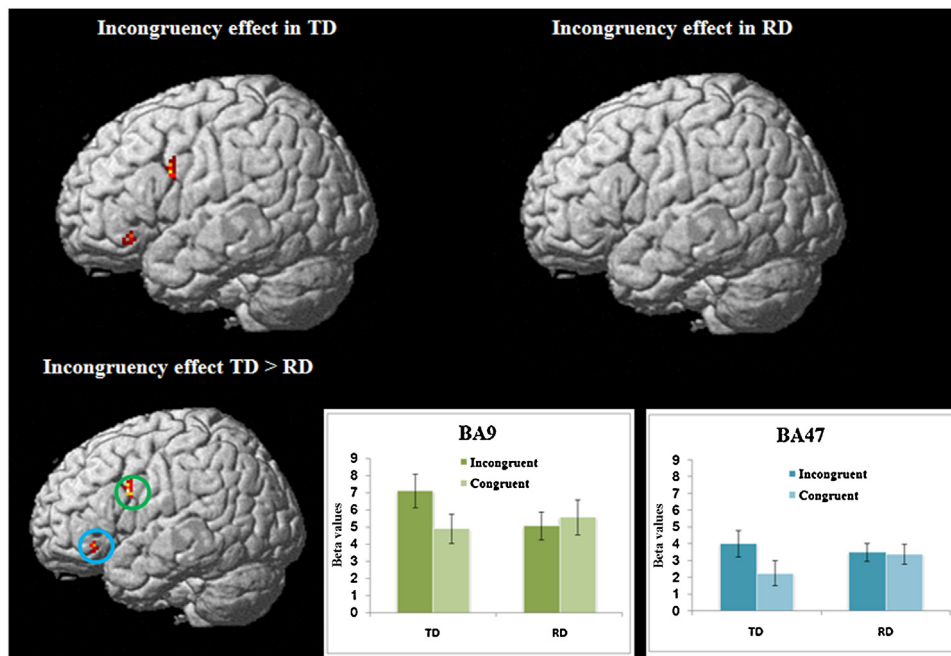 Incongruency effect in TD
Incongruency effect in RD
Incongruency effect TD > RD
BA9
Incongruent
Congruent
Beta values
9
8
7
6
5
4
3
2
1
0
TD
RD
BA47
Incongruent
Congruent
Beta values
9
8
7
6
5
4
3
2
1
0
TD
RD